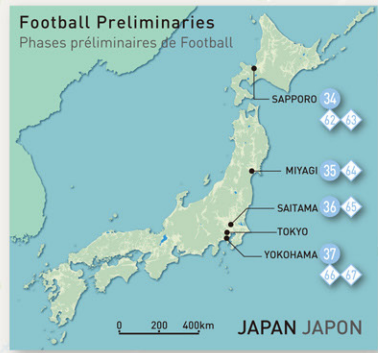 Football Preliminaries
Phases préliminaires de Football
SAPPORO 34
62 63
MIYAGI 35 64
SAITAMA 36 65
TOKYO
YOKOHAMA 37
66 67
0 200 400km
JAPAN JAPON